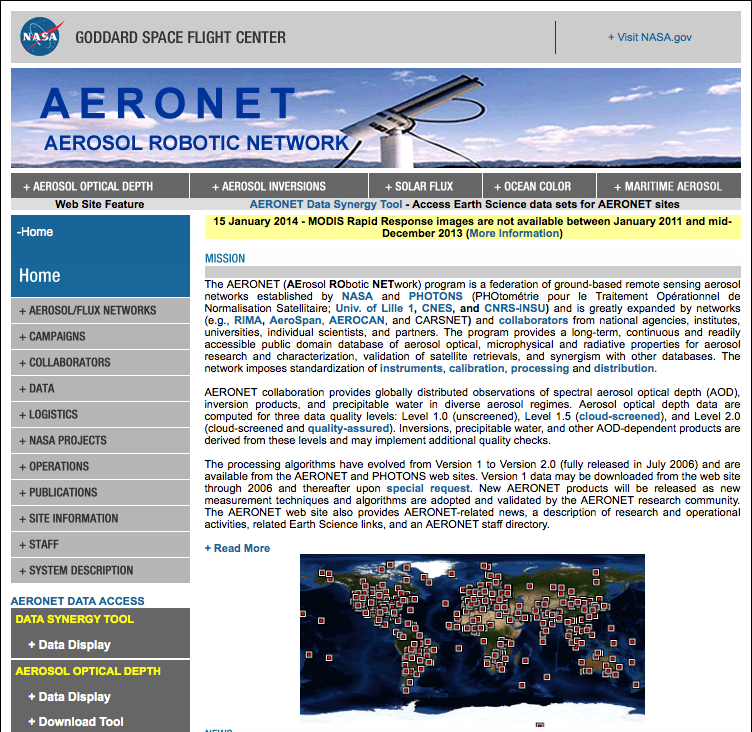 NASA
GODDARD SPACE FLIGHT CENTER
+ Visit NASA.gov
AERONET
AEROSOL ROBOTIC NETWORK
+ AEROSOL OPTICAL DEPTH
+ AEROSOL INVERSIONS
+ SOLAR FLUX
+ OCEAN COLOR
+ MARITIME AEROSOL
Web Site Feature
AERONET Data Synergy Tool - Access Earth Science data sets for AERONET sites
-Home
Home
+ AEROSOL/FLUX NETWORKS
+ CAMPAIGNS
+ COLLABORATORS
+ DATA
+ LOGISTICS
+ NASA PROJECTS
+ OPERATIONS
+ PUBLICATIONS
+ SITE INFORMATION
+ STAFF
+ SYSTEM DESCRIPTION
AERONET DATA ACCESS
DATA SYNERGY TOOL
+ Data Display
AEROSOL OPTICAL DEPTH
+ Data Display
+ Download Tool
15 January 2014 - MODIS Rapid Response images are not available between January 2011 and mid-
December 2013 (More Information)
MISSION
The AERONET (AErosol RObotic NETwork) program is a federation of ground-based remote sensing aerosol
networks established by NASA and PHOTONS (PHOtométrie pour le Traitement Opérationnel de
Normalisation Satellitaire; Univ. of Lille 1, CNES, and CNRS-INSU) and is greatly expanded by networks
(e.g., RIMA, AeroSpan, AEROCAN, and CARSNET) and collaborators from national agencies, institutes,
universities, individual scientists, and partners. The program provides a long-term, continuous and readily
accessible public domain database of aerosol optical, microphysical and radiative properties for aerosol
research and characterization, validation of satellite retrievals, and synergism with other databases. The
network imposes standardization of instruments, calibration, processing and distribution.
AERONET collaboration provides globally distributed observations of spectral aerosol optical depth (AOD),
inversion products, and precipitable water in diverse aerosol regimes. Aerosol optical depth data are
computed for three data quality levels: Level 1.0 (unscreened), Level 1.5 (cloud-screened), and Level 2.0
(cloud-screened and quality-assured). Inversions, precipitable water, and other AOD-dependent products are
derived from these levels and may implement additional quality checks.
The processing algorithms have evolved from Version 1 to Version 2.0 (fully released in July 2006) and are
available from the AERONET and PHOTONS web sites. Version 1 data may be downloaded from the web site
through 2006 and thereafter upon special request. New AERONET products will be released as new
measurement techniques and algorithms are adopted and validated by the AERONET research community.
The AERONET web site also provides AERONET-related news, a description of research and operational
activities, related Earth Science links, and an AERONET staff directory.
+ Read More
NEWS